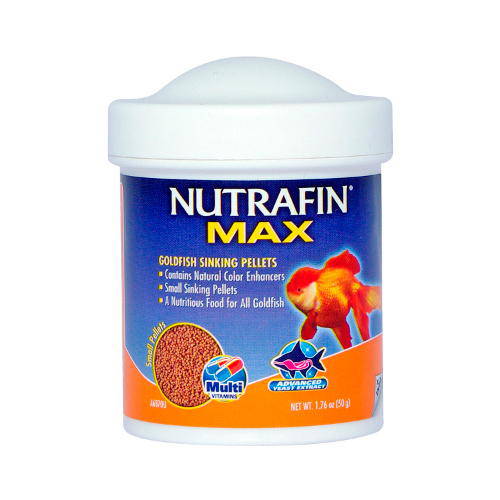 NUTRAFIN®
MAX
GOLDFISH SINKING PELLETS
▪ Contains Natural Color Enhancers
▪ Small Sinking Pellets
▪ A Nutritious Food for All Goldfish
Small Pellets
Multi
VITAMINS
ADVANCED
YEAST EXTRACT
NET WT. 1.76 oz (50 g)